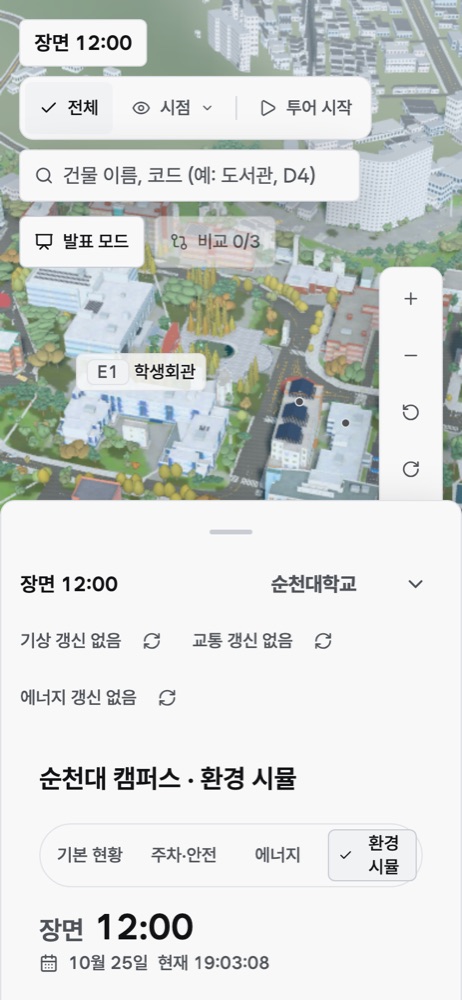 장면 12:00
전체 시점 투어 시작
건물 이름, 코드 (예: 도서관, D4)
발표 모드 비교 0/3
E1 학생회관
장면 12:00 순천대학교
기상 갱신 없음 교통 갱신 없음
에너지 갱신 없음
순천대 캠퍼스 · 환경 시뮬
기본 현황 주차·안전 에너지 환경
시뮬
장면 12:00
10월 25일 현재 19:03:08